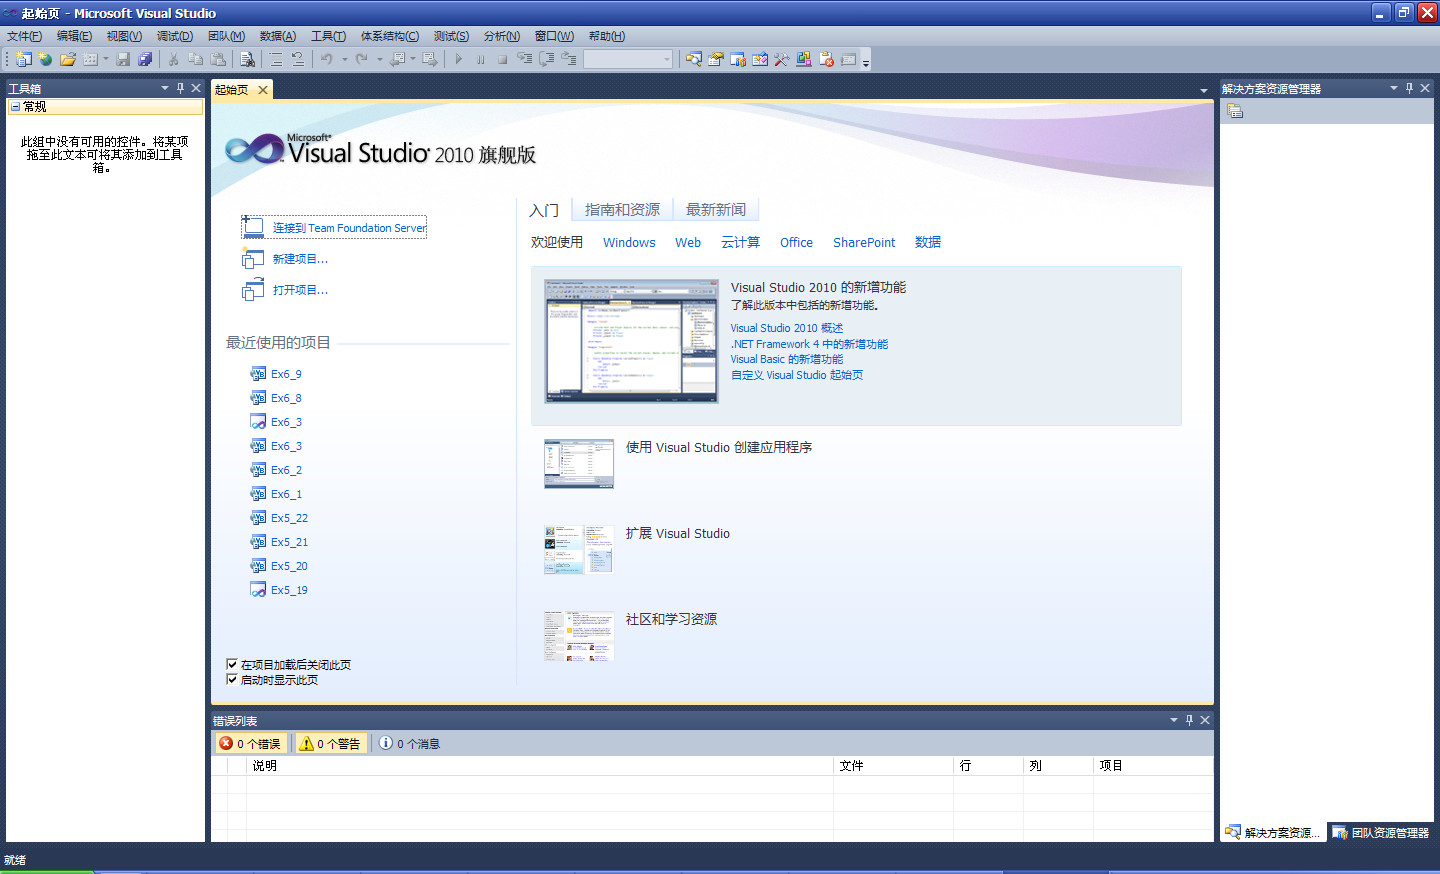 起始页 - Microsoft Visual Studio
文件(F) 编辑(E) 视图(V) 调试(D) 团队(M) 数据(A) 工具(T) 体系结构(C) 测试(S) 分析(N) 窗口(W) 帮助(H)
工具箱
常规
此组中没有可用的控件。将某项
拖至此文本可将其添加到工具
箱。
起始页
Microsoft®
Visual Studio® 2010 旗舰版
连接到 Team Foundation Server
新建项目...
打开项目...
最近使用的项目
Ex6_9
Ex6_8
Ex6_3
Ex6_3
Ex6_2
Ex6_1
Ex5_22
Ex5_21
Ex5_20
Ex5_19
在项目加载后关闭此页
启动时显示此页
入门 指南和资源 最新新闻
欢迎使用 Windows Web 云计算 Office SharePoint 数据
Visual Studio 2010 的新增功能
了解此版本中包括的新增功能。
Visual Studio 2010 概述
.NET Framework 4 中的新增功能
Visual Basic 的新增功能
自定义 Visual Studio 起始页
使用 Visual Studio 创建应用程序
扩展 Visual Studio
社区和学习资源
错误列表
0 个错误 0 个警告 0 个消息
说明 文件 行 列 项目
解决方案资源管理器
解决方案资源... 团队资源管理器
就绪